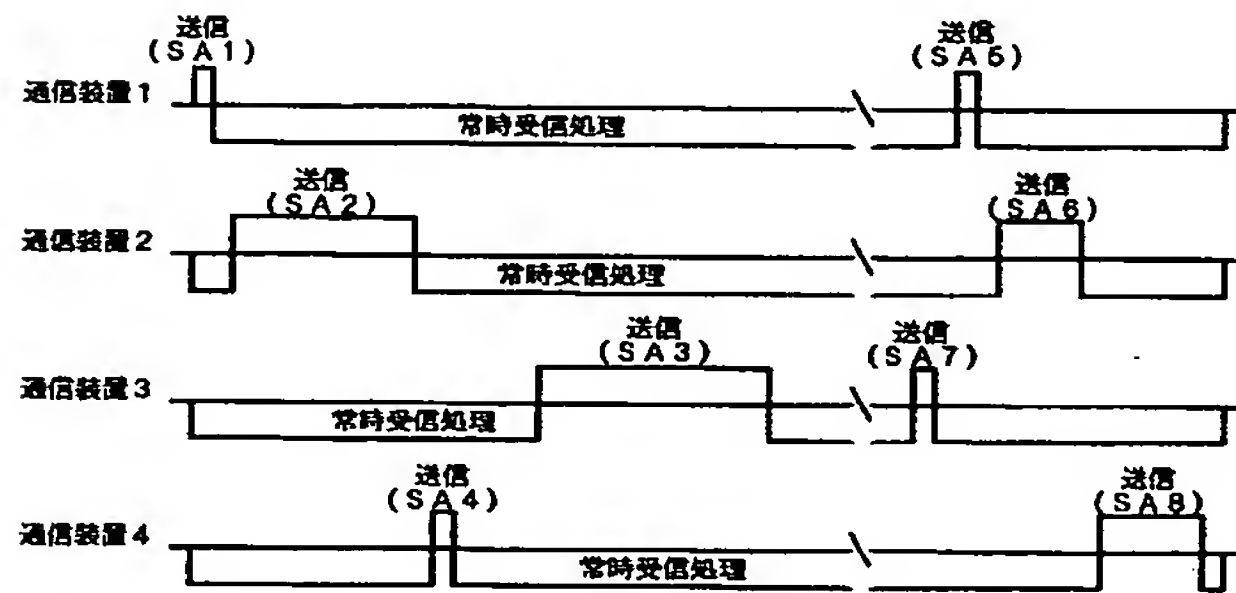 送信 送信
(SA1) (SA5)
通信装置1
常時受信処理
送信 送信
(SA2) (SA6)
通信装置2
常時受信処理
送信 送信
(SA3) (SA7)
通信装置3
常時受信処理
送信 送信
(SA4) (SA8)
通信装置4
常時受信処理